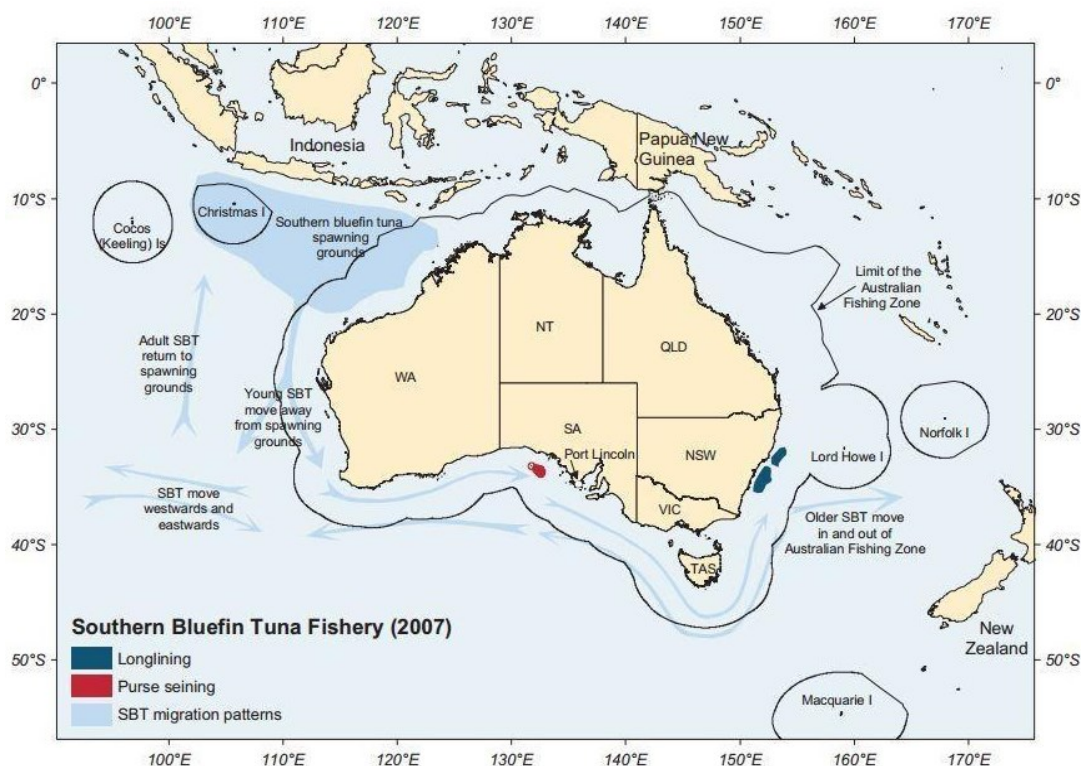 100°E 110°E 120°E 130°E 140°E 150°E 160°E 170°E
0° 0°
Indonesia
Papua New
Guinea
10°S 10°S
Cocos
(Keeling) Is
Christmas I
Southern bluefin tuna
spawning
grounds
Limit of the
Australian
Fishing Zone
20°S 20°S
NT
QLD
WA
Adult SBT
return to
spawning
grounds
Young SBT
move away
from spawning
grounds
SA
Port Lincoln
NSW
Lord Howe I
Norfolk I
30°S 30°S
SBT move
westwards and
eastwards
VIC
Older SBT move
in and out of
Australian Fishing Zone
40°S 40°S
TAS
New
Zealand
Southern Bluefin Tuna Fishery (2007)
Longlining
Purse seining
SBT migration patterns
50°S 50°S
Macquarie I
100°E 110°E 120°E 130°E 140°E 150°E 160°E 170°E